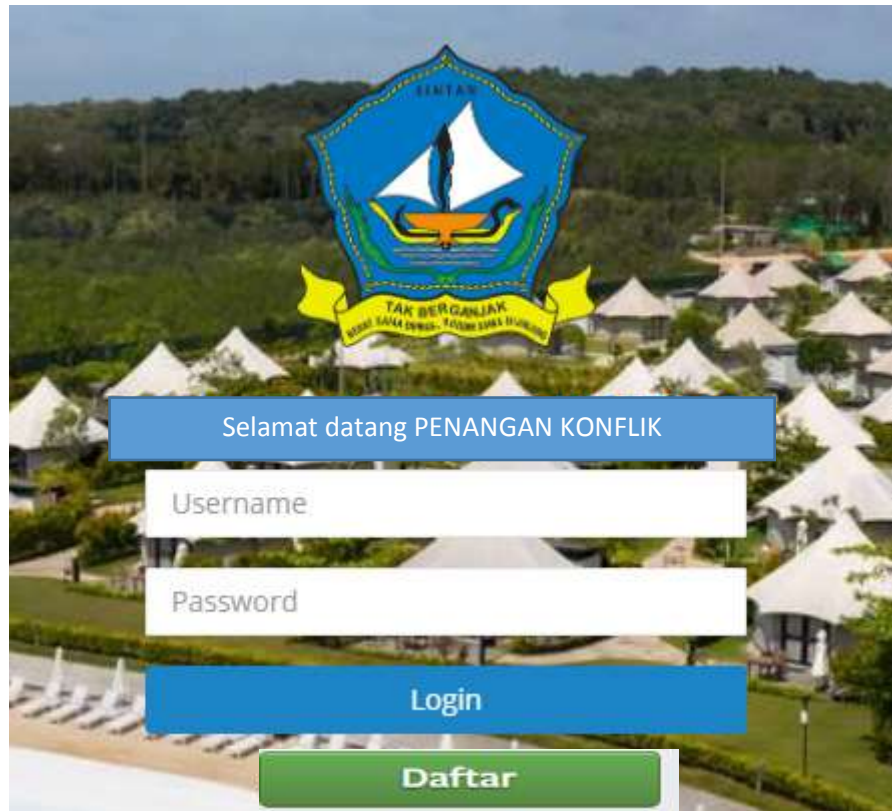 BINTAN
TAK BERGANJAK
Selamat datang PENANGAN KONFLIK
Username
Password
Login
Daftar